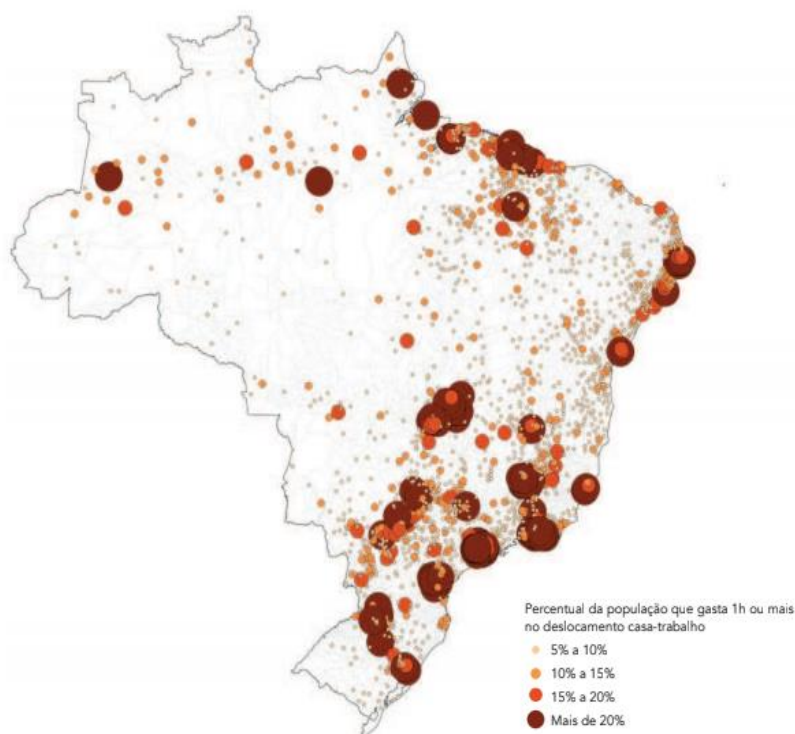 Percentual da população que gasta 1h ou mais
no deslocamento casa-trabalho
5% a 10%
10% a 15%
15% a 20%
Mais de 20%